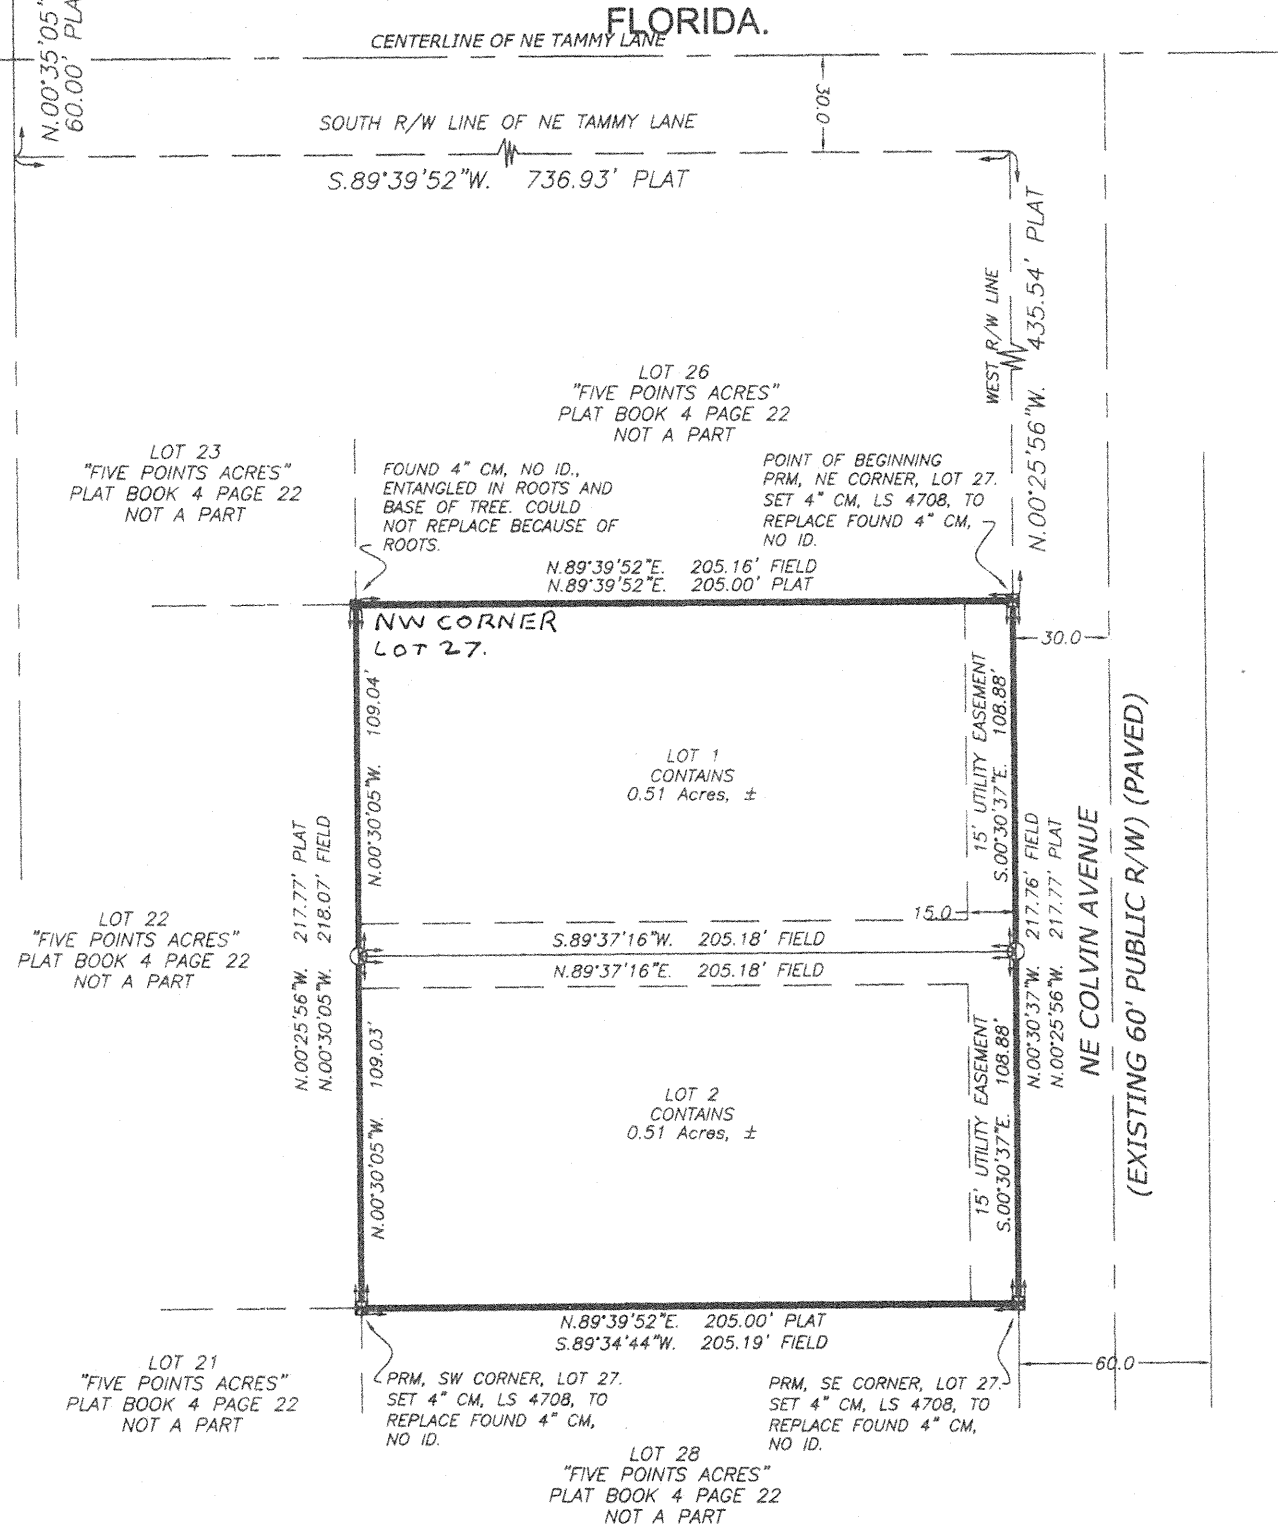 FLORIDA.
N.00°35'05"
60.00' PLA
CENTERLINE OF NE TAMMY LANE
30.0
SOUTH R/W LINE OF NE TAMMY LANE
S.89°39'52"W. 736.93' PLAT
WEST R/W LINE
N.00°25'56"W. 435.54' PLAT
LOT 26
"FIVE POINTS ACRES"
PLAT BOOK 4 PAGE 22
NOT A PART
LOT 23
"FIVE POINTS ACRES"
PLAT BOOK 4 PAGE 22
NOT A PART
FOUND 4" CM, NO ID.,
ENTANGLED IN ROOTS AND
BASE OF TREE. COULD
NOT REPLACE BECAUSE OF
ROOTS.
POINT OF BEGINNING
PRM, NE CORNER, LOT 27.
SET 4" CM, LS 4708, TO
REPLACE FOUND 4" CM,
NO ID.
N.89°39'52"E. 205.16' FIELD
N.89°39'52"E. 205.00' PLAT
NW CORNER
LOT 27.
30.0
N.00°30'05"W. 109.04'
LOT 1
CONTAINS
0.51 Acres, ±
15' UTILITY EASEMENT
S.00°30'37"E. 108.88'
15.0
N.00°25'56"W. 217.77' PLAT
N.00°30'05"W. 218.07' FIELD
S.89°37'16"W. 205.18' FIELD
N.89°37'16"E. 205.18' FIELD
N.00°30'37"W. 217.76' FIELD
N.00°25'56"W. 217.77' PLAT
NE COLVIN AVENUE
(EXISTING 60' PUBLIC R/W) (PAVED)
LOT 22
"FIVE POINTS ACRES"
PLAT BOOK 4 PAGE 22
NOT A PART
N.00°30'05"W. 109.03'
LOT 2
CONTAINS
0.51 Acres, ±
15' UTILITY EASEMENT
S.00°30'37"E. 108.88'
N.89°39'52"E. 205.00' PLAT
S.89°34'44"W. 205.19' FIELD
60.0
LOT 21
"FIVE POINTS ACRES"
PLAT BOOK 4 PAGE 22
NOT A PART
PRM, SW CORNER, LOT 27.
SET 4" CM, LS 4708, TO
REPLACE FOUND 4" CM,
NO ID.
PRM, SE CORNER, LOT 27.
SET 4" CM, LS 4708, TO
REPLACE FOUND 4" CM,
NO ID.
LOT 28
"FIVE POINTS ACRES"
PLAT BOOK 4 PAGE 22
NOT A PART